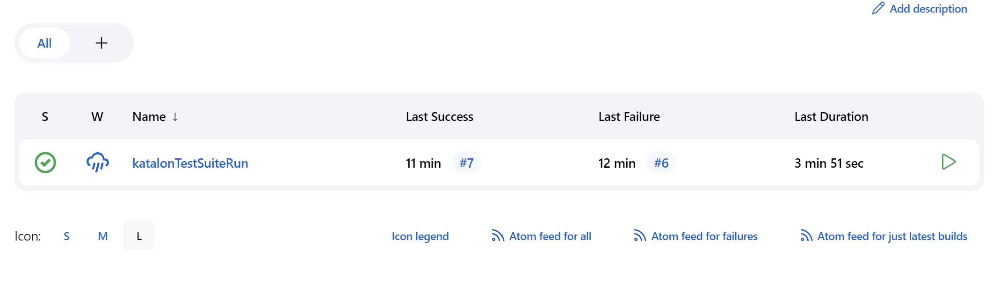 Add description
All
S W Name ↓ Last Success Last Failure Last Duration
katalonTestSuiteRun 11 min #7 12 min #6 3 min 51 sec
Icon: S M L Icon legend Atom feed for all Atom feed for failures Atom feed for just latest builds